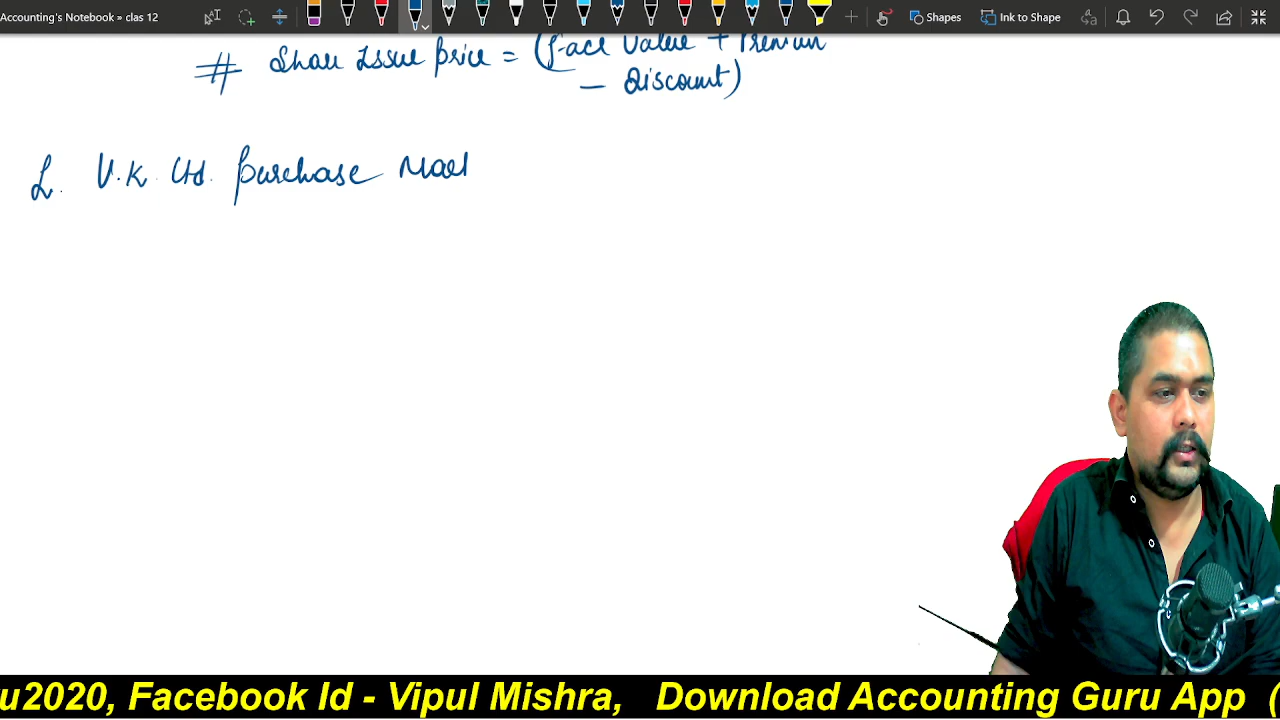 Accounting's Notebook » clas 12
Shapes
Ink to Shape
# Share Issue price = (Face Value + Premium
— Discount)
V.K. Ltd. purchase
u2020, Facebook Id - Vipul Mishra, Download Accounting Guru App (